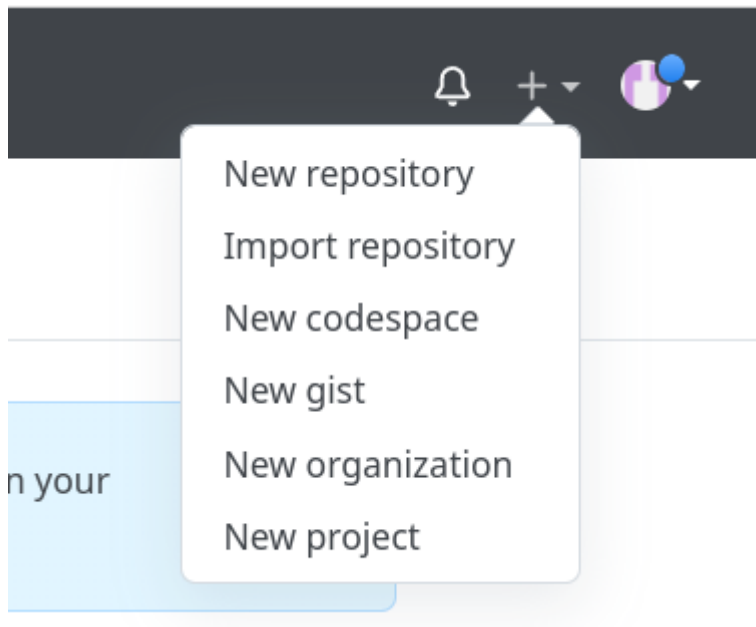 New repository
Import repository
New codespace
New gist
New organization
n your
New project